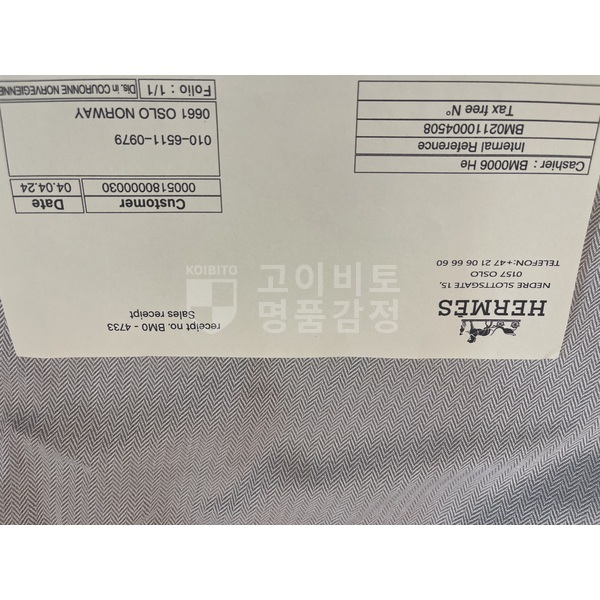 HERMÈS
NEDRE SLOTTSGATE 15,
0157 OSLO
TELEFON:+47 21 06 66 60
receipt no. BM0 - 4733
Sales receipt
Cashier : BM0006 He
Internal Reference
BM02110004508
Tax free N°
Customer
Date
0005180000030
04.04.24
010-6511-0979
0661 OSLO NORWAY
Folio : 1/1
Dis. in COURONNE NORVEGIENNE
KOIBITO
고이비토
명품감정